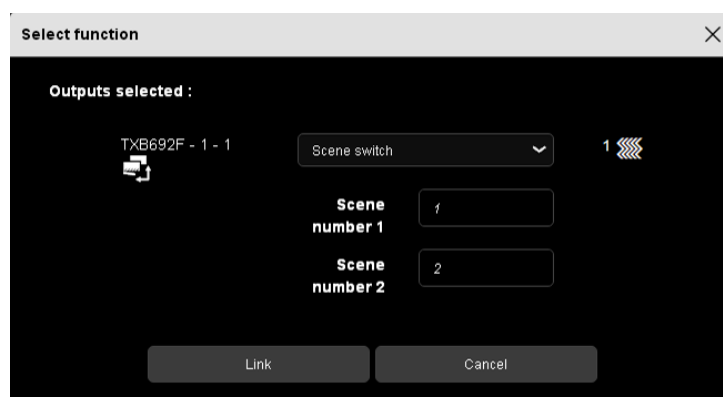 Select function
Outputs selected :
TXB692F - 1 - 1
Scene switch
1
Scene
number 1
1
Scene
number 2
2
Link
Cancel